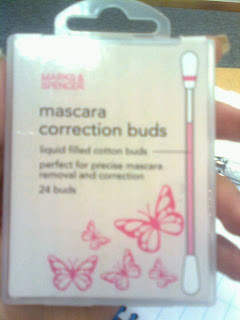 MARKS &
SPENCER
mascara
correction buds
liquid filled cotton buds
perfect for precise mascara
removal and correction
24 buds